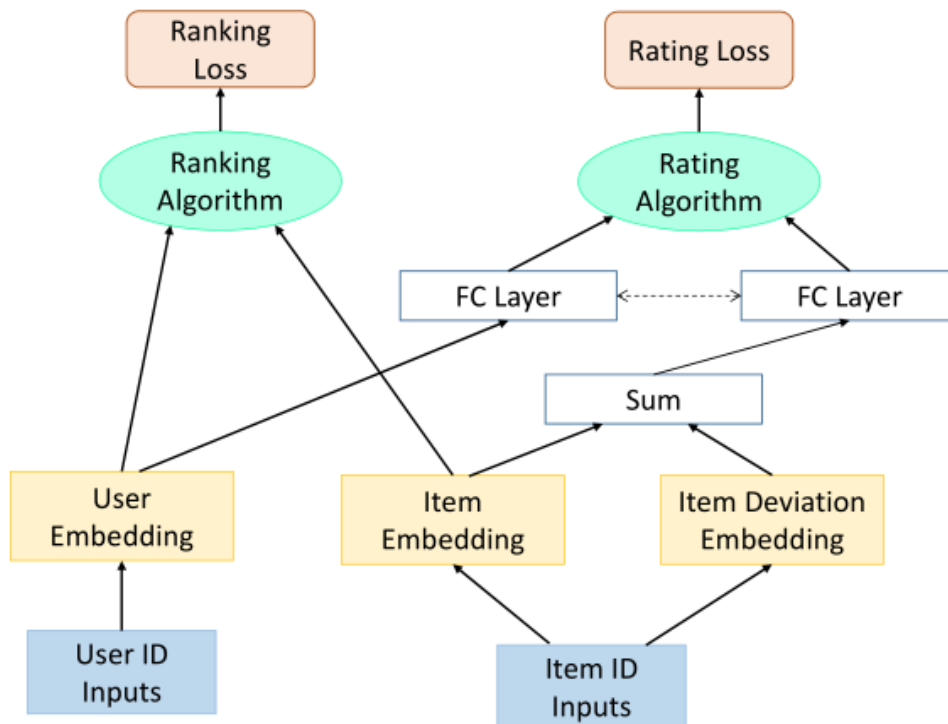 Ranking
Loss
Rating Loss
Ranking
Algorithm
Rating
Algorithm
FC Layer
FC Layer
Sum
User
Embedding
Item
Embedding
Item Deviation
Embedding
User ID
Inputs
Item ID
Inputs